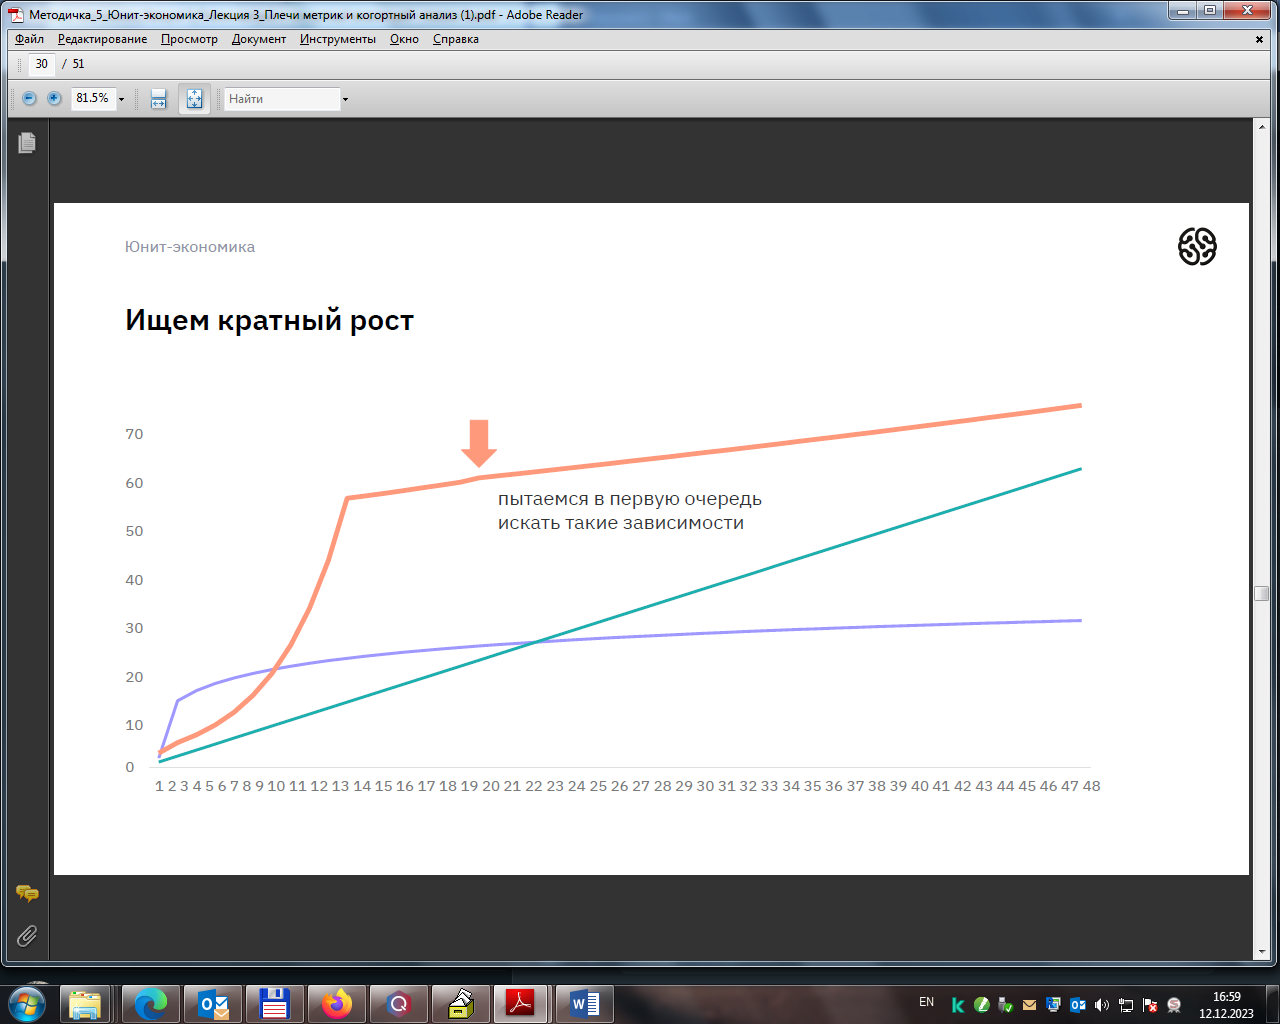 Методичка_5_Юнит-экономика_Лекция 3_Плечи метрик и когортный анализ (1).pdf - Adobe Reader
Файл Редактирование Просмотр Документ Инструменты Окно Справка
30 / 51
81.5% Найти
Юнит-экономика
Ищем кратный рост
70
60
пытаемся в первую очередь
искать такие зависимости
50
40
30
20
10
0
1 2 3 4 5 6 7 8 9 10 11 12 13 14 15 16 17 18 19 20 21 22 23 24 25 26 27 28 29 30 31 32 33 34 35 36 37 38 39 40 41 42 43 44 45 46 47 48
EN
16:59
12.12.2023